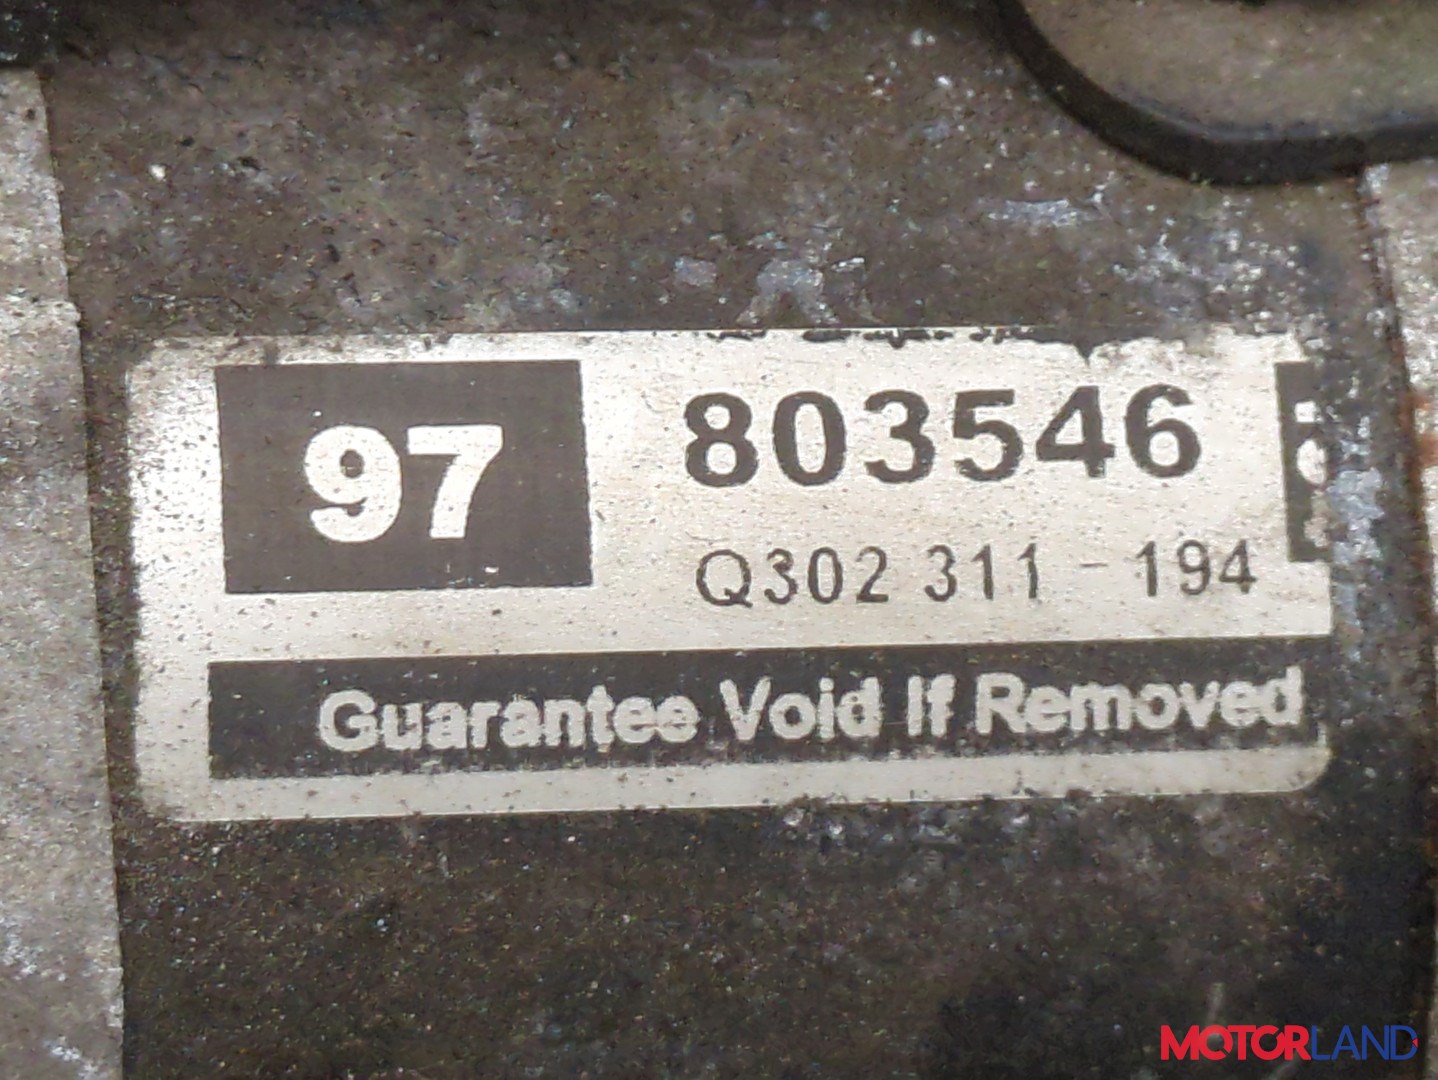 97
803546
Q302 311 - 194
Guarantee Void If Removed
MOTORLAND